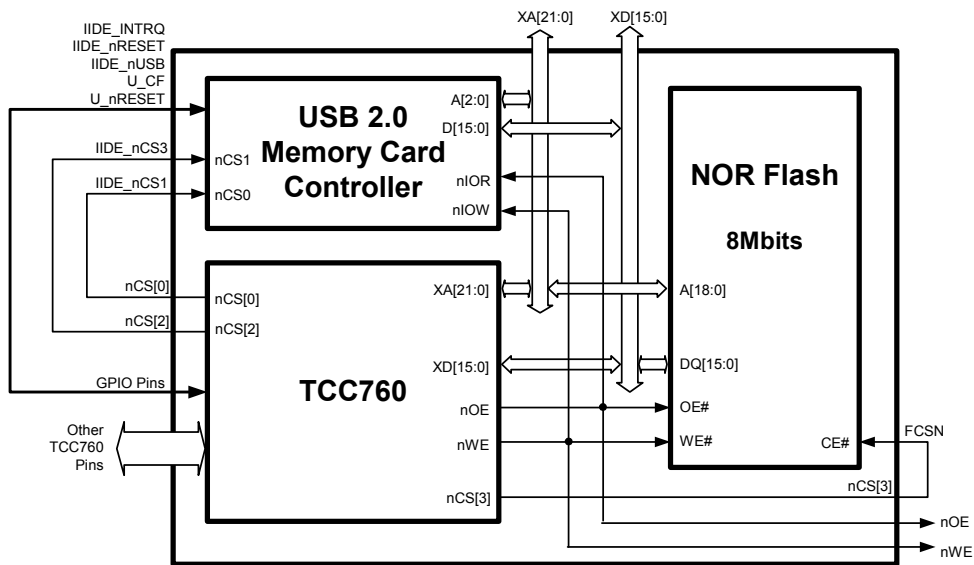 XA[21:0]
XD[15:0]
IIDE_INTRQ
IIDE_nRESET
IIDE_nUSB
U_CF
U_nRESET
IIDE_nCS3
IIDE_nCS1
nCS[0]
nCS[2]
GPIO Pins
Other
TCC760
Pins
USB 2.0
Memory Card
Controller
nCS1
nCS0
A[2:0]
D[15:0]
nIOR
nIOW
TCC760
nCS[0]
nCS[2]
XA[21:0]
XD[15:0]
nOE
nWE
nCS[3]
NOR Flash
8Mbits
A[18:0]
DQ[15:0]
OE#
WE#
CE#
FCSN
nCS[3]
nOE
nWE